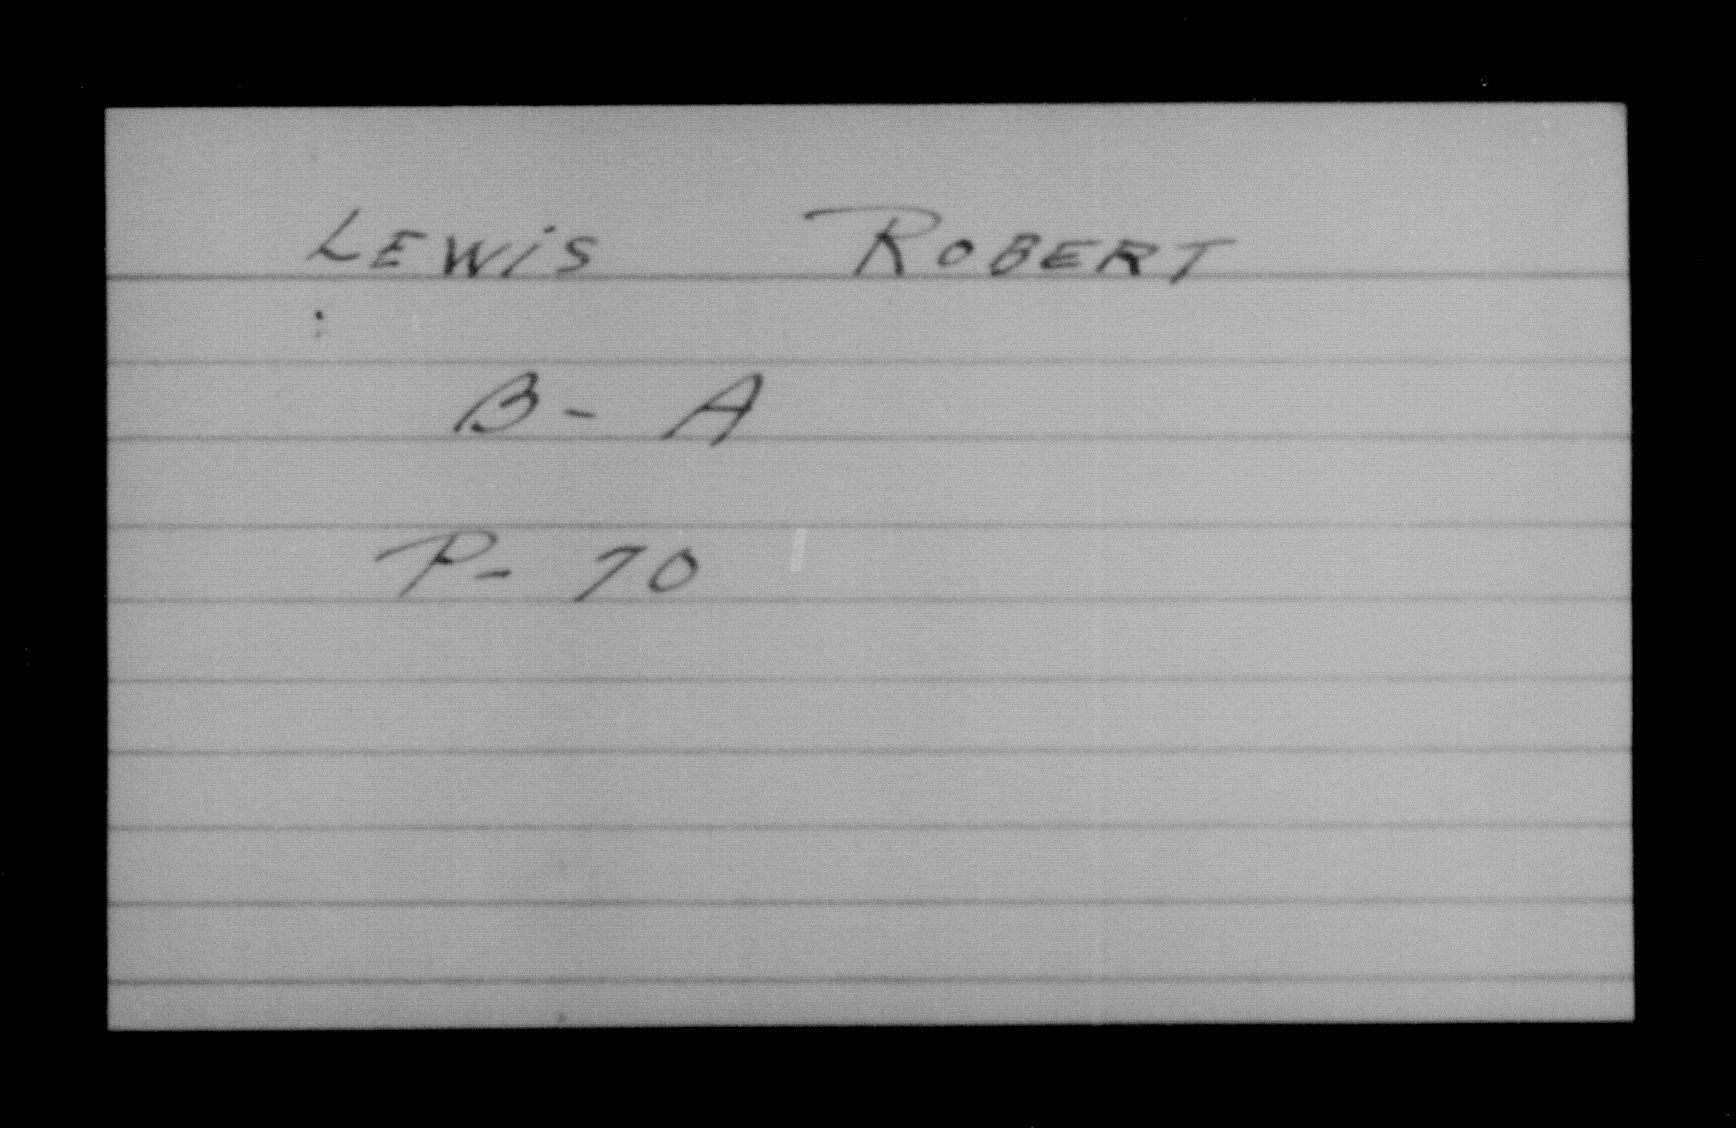 LEWiS ROBERT
B- A
P- 70